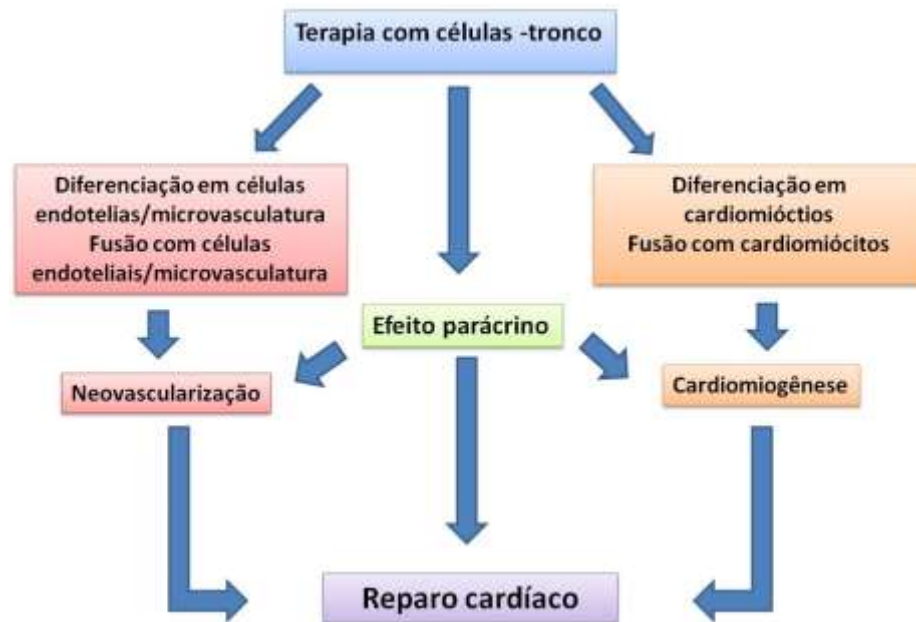 Terapia com células -tronco
Diferenciação em células
endotelias/microvasculatura
Fusão com células
endoteliais/microvasculatura
Diferenciação em
cardiomióctios
Fusão com cardiomiócitos
Efeito parácrino
Neovascularização
Cardiomiogênese
Reparo cardíaco